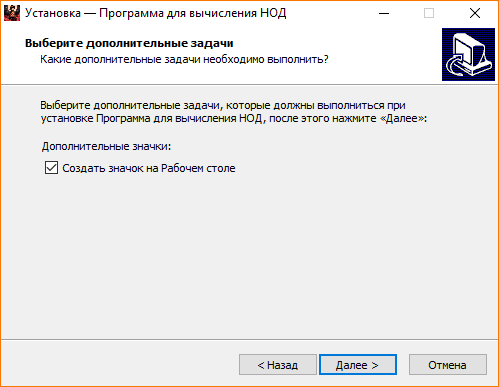 Установка — Программа для вычисления НОД
Выберите дополнительные задачи
Какие дополнительные задачи необходимо выполнить?
Выберите дополнительные задачи, которые должны выполниться при
установке Программа для вычисления НОД, после этого нажмите «Далее»:
Дополнительные значки:
Создать значок на Рабочем столе
< Назад
Далее >
Отмена